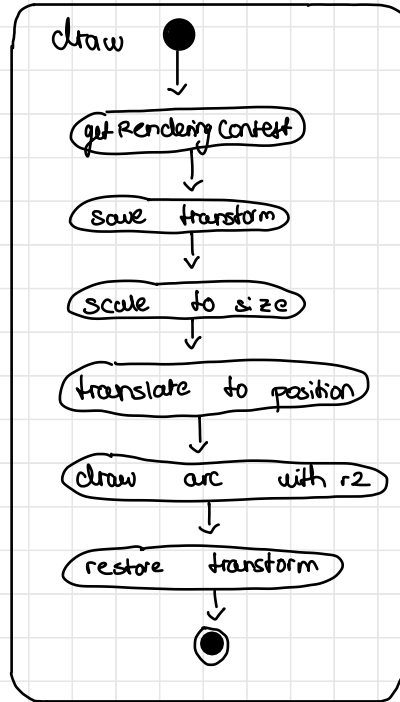 draw
get Rendering Context
save transform
scale to size
translate to position
draw arc with r2
restore transform